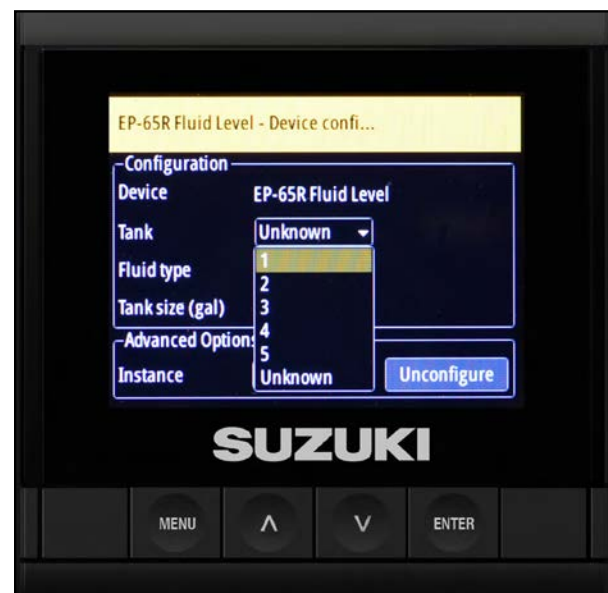 EP-65R Fluid Level - Device confi...
Configuration
Device EP-65R Fluid Level
Tank Unknown
Fluid type 1
2
Tank size (gal) 3
4
Advanced Option
5
Instance Unknown Unconfigure
SUZUKI
MENU ∧ ∨ ENTER